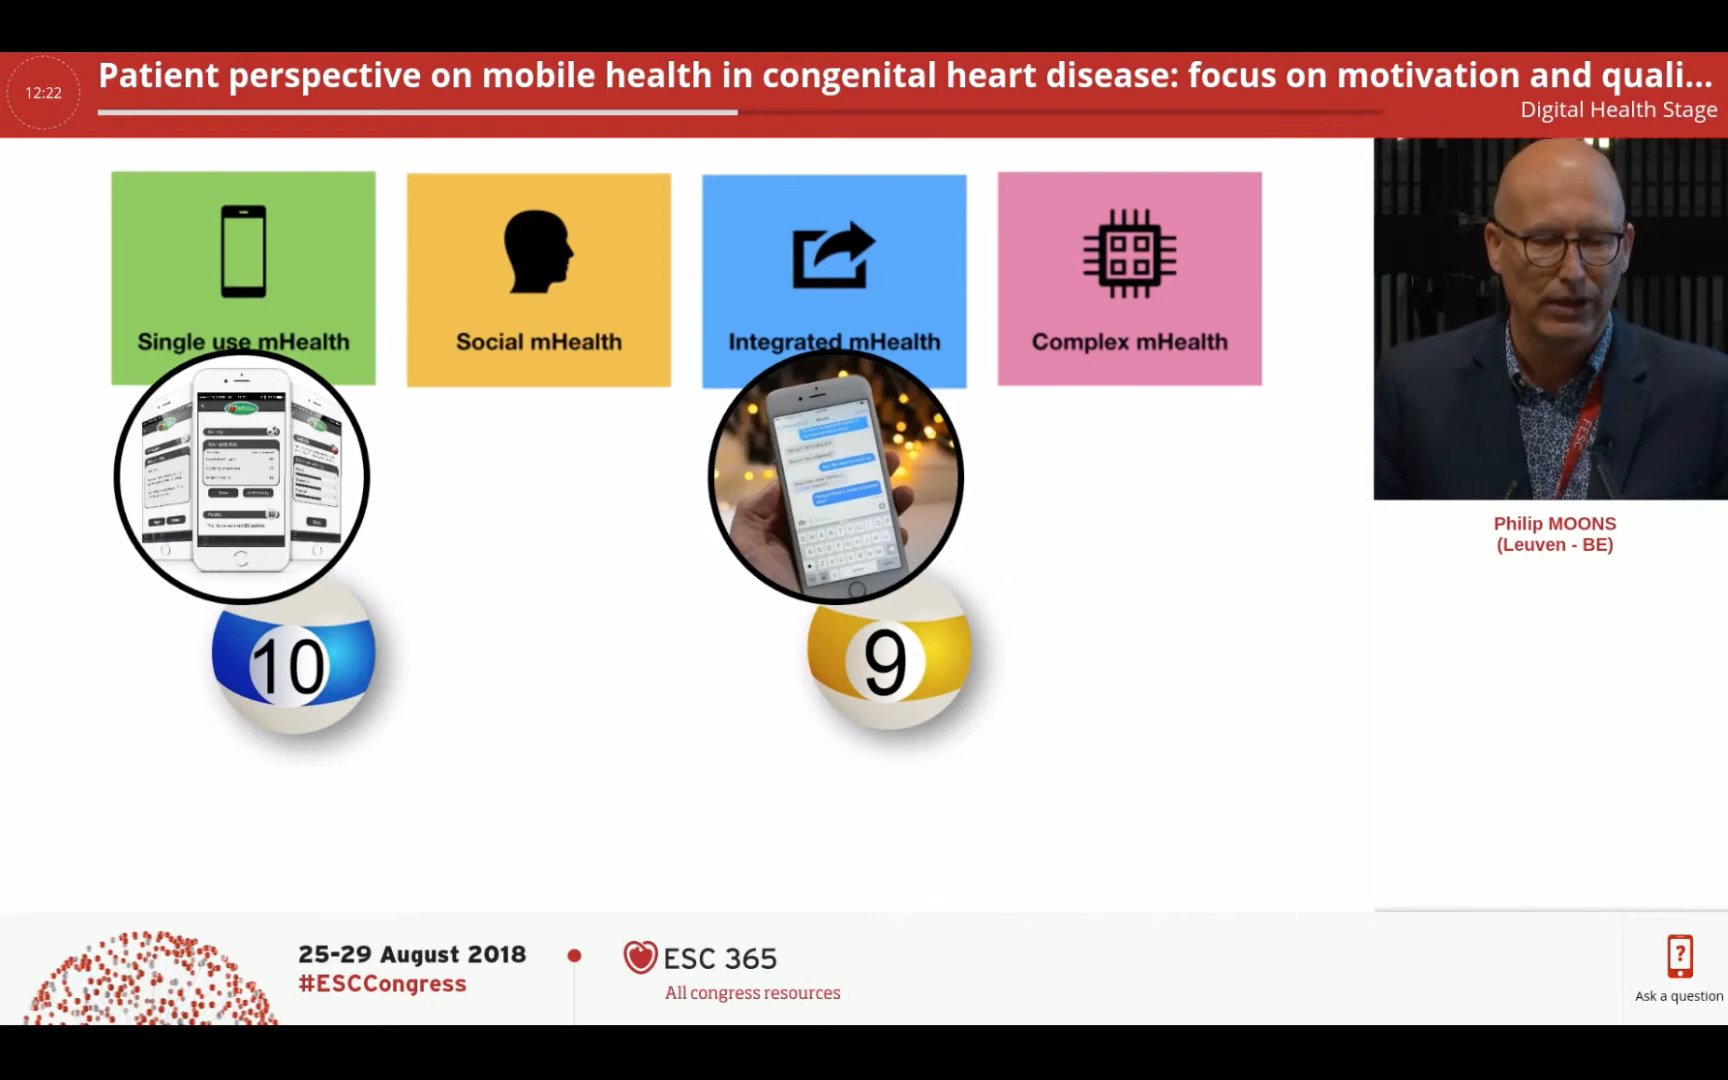 12:22
Patient perspective on mobile health in congenital heart disease: focus on motivation and quali...
Digital Health Stage
Single use mHealth
Social mHealth
Integrated mHealth
Complex mHealth
10
9
FESC
Philip MOONS
(Leuven - BE)
25-29 August 2018
#ESCCongress
ESC 365
All congress resources
?
Ask a question